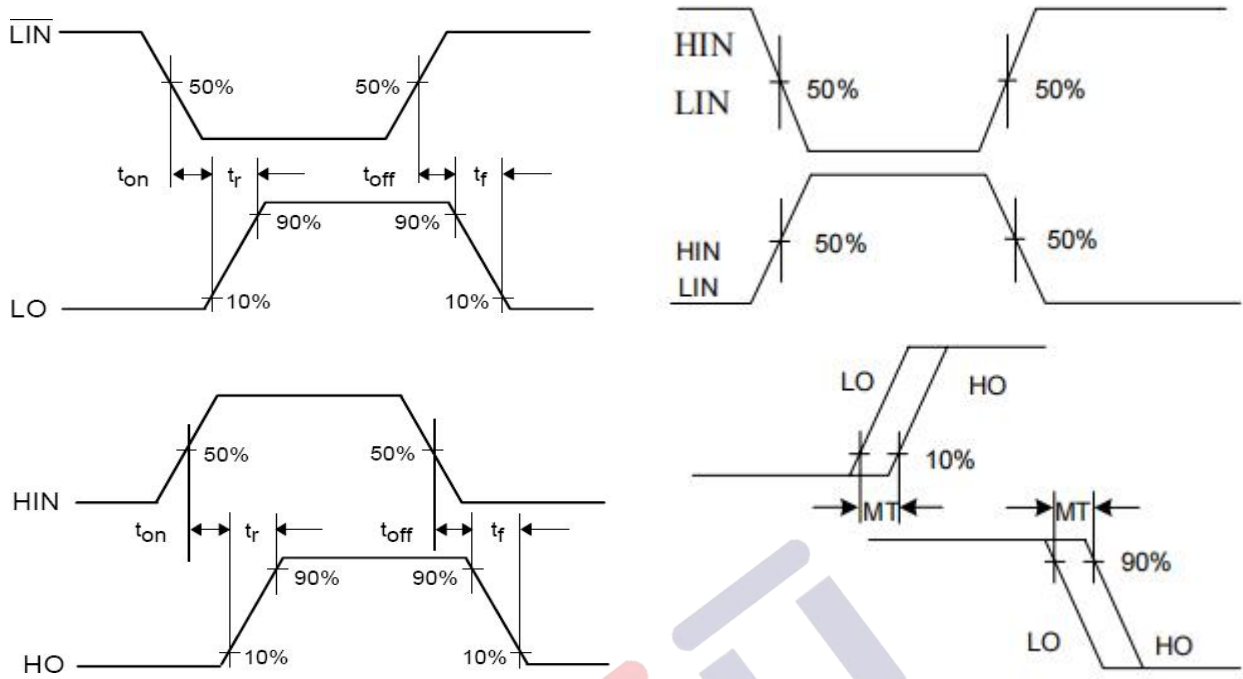 L̅I̅N̅
50% 50%
ton tr toff tf
90% 90%
10% 10%
LO
50% 50%
HIN
ton tr toff tf
90% 90%
10% 10%
HO
HIN
LIN
50% 50%
HIN
LIN
50% 50%
LO HO
10%
MT
MT
90%
LO HO